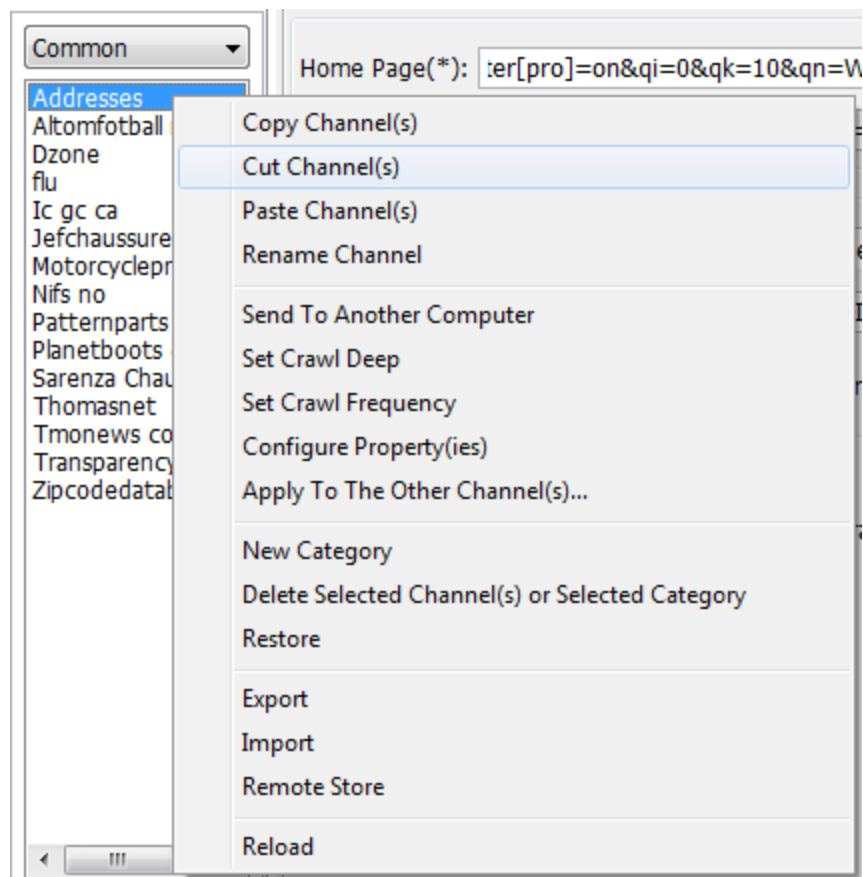 Common
Home Page(*): ter[pro]=on&qi=0&qk=10&qn=W
Addresses
Altomfotball
Dzone
flu
Ic gc ca
Jefchaussure
Motorcyclepr
Nifs no
Patternparts
Planetboots
Sarenza Chau
Thomasnet
Tmonews co
Transparency
Zipcodedatab
Copy Channel(s)
Cut Channel(s)
Paste Channel(s)
Rename Channel
Send To Another Computer
Set Crawl Deep
Set Crawl Frequency
Configure Property(ies)
Apply To The Other Channel(s)...
New Category
Delete Selected Channel(s) or Selected Category
Restore
Export
Import
Remote Store
Reload